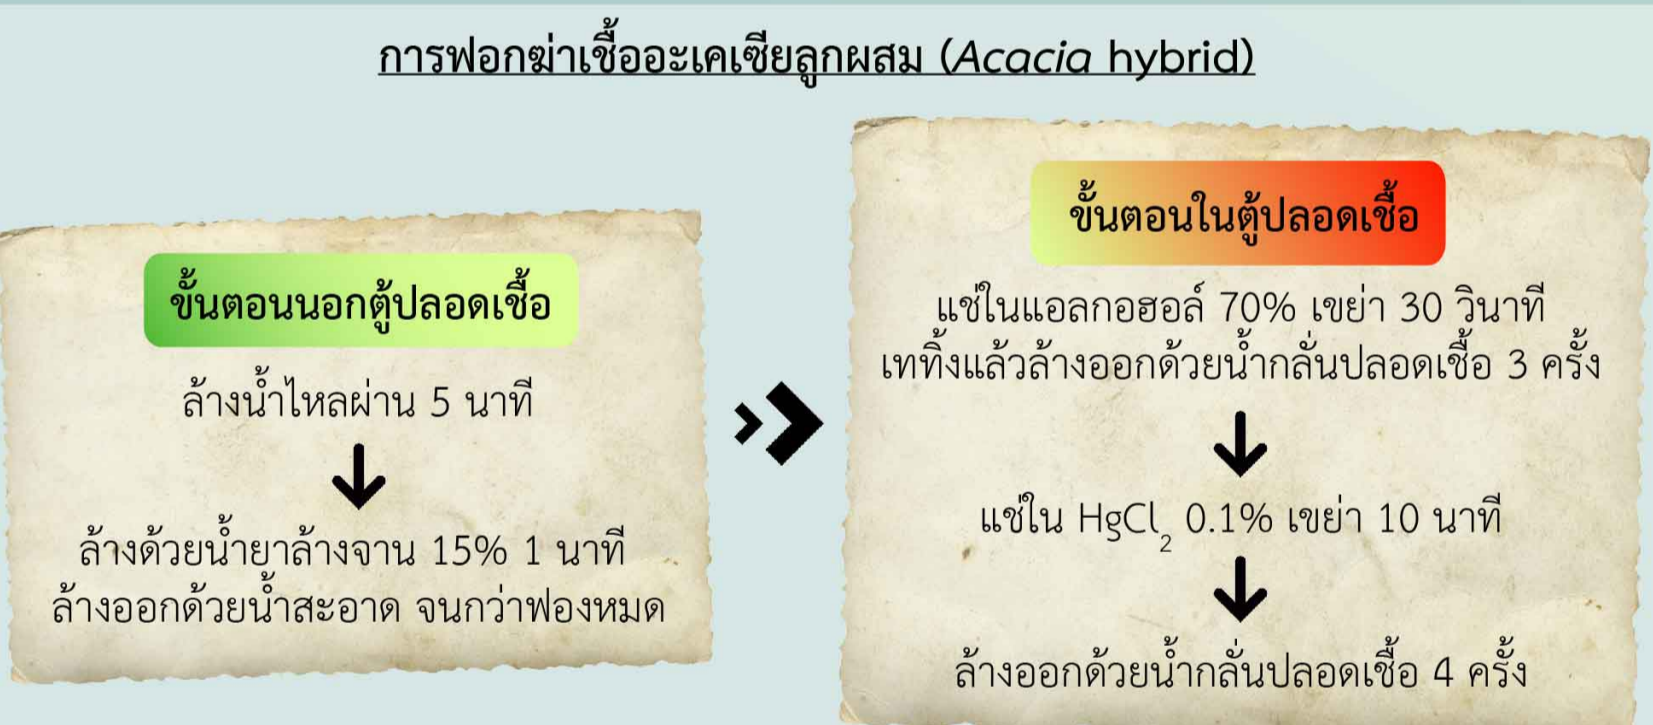 การฟอกฆ่าเชื้ออะเคเซียลูกผสม (Acacia hybrid)
ขั้นตอนนอกตู้ปลอดเชื้อ
ล้างน้ำไหลผ่าน 5 นาที
ล้างด้วยน้ำยาล้างจาน 15% 1 นาที
ล้างออกด้วยน้ำสะอาด จนกว่าฟองหมด
ขั้นตอนในตู้ปลอดเชื้อ
แช่ในแอลกอฮอล์ 70% เขย่า 30 วินาที
เททิ้งแล้วล้างออกด้วยน้ำกลั่นปลอดเชื้อ 3 ครั้ง
แช่ใน HgCl₂ 0.1% เขย่า 10 นาที
ล้างออกด้วยน้ำกลั่นปลอดเชื้อ 4 ครั้ง